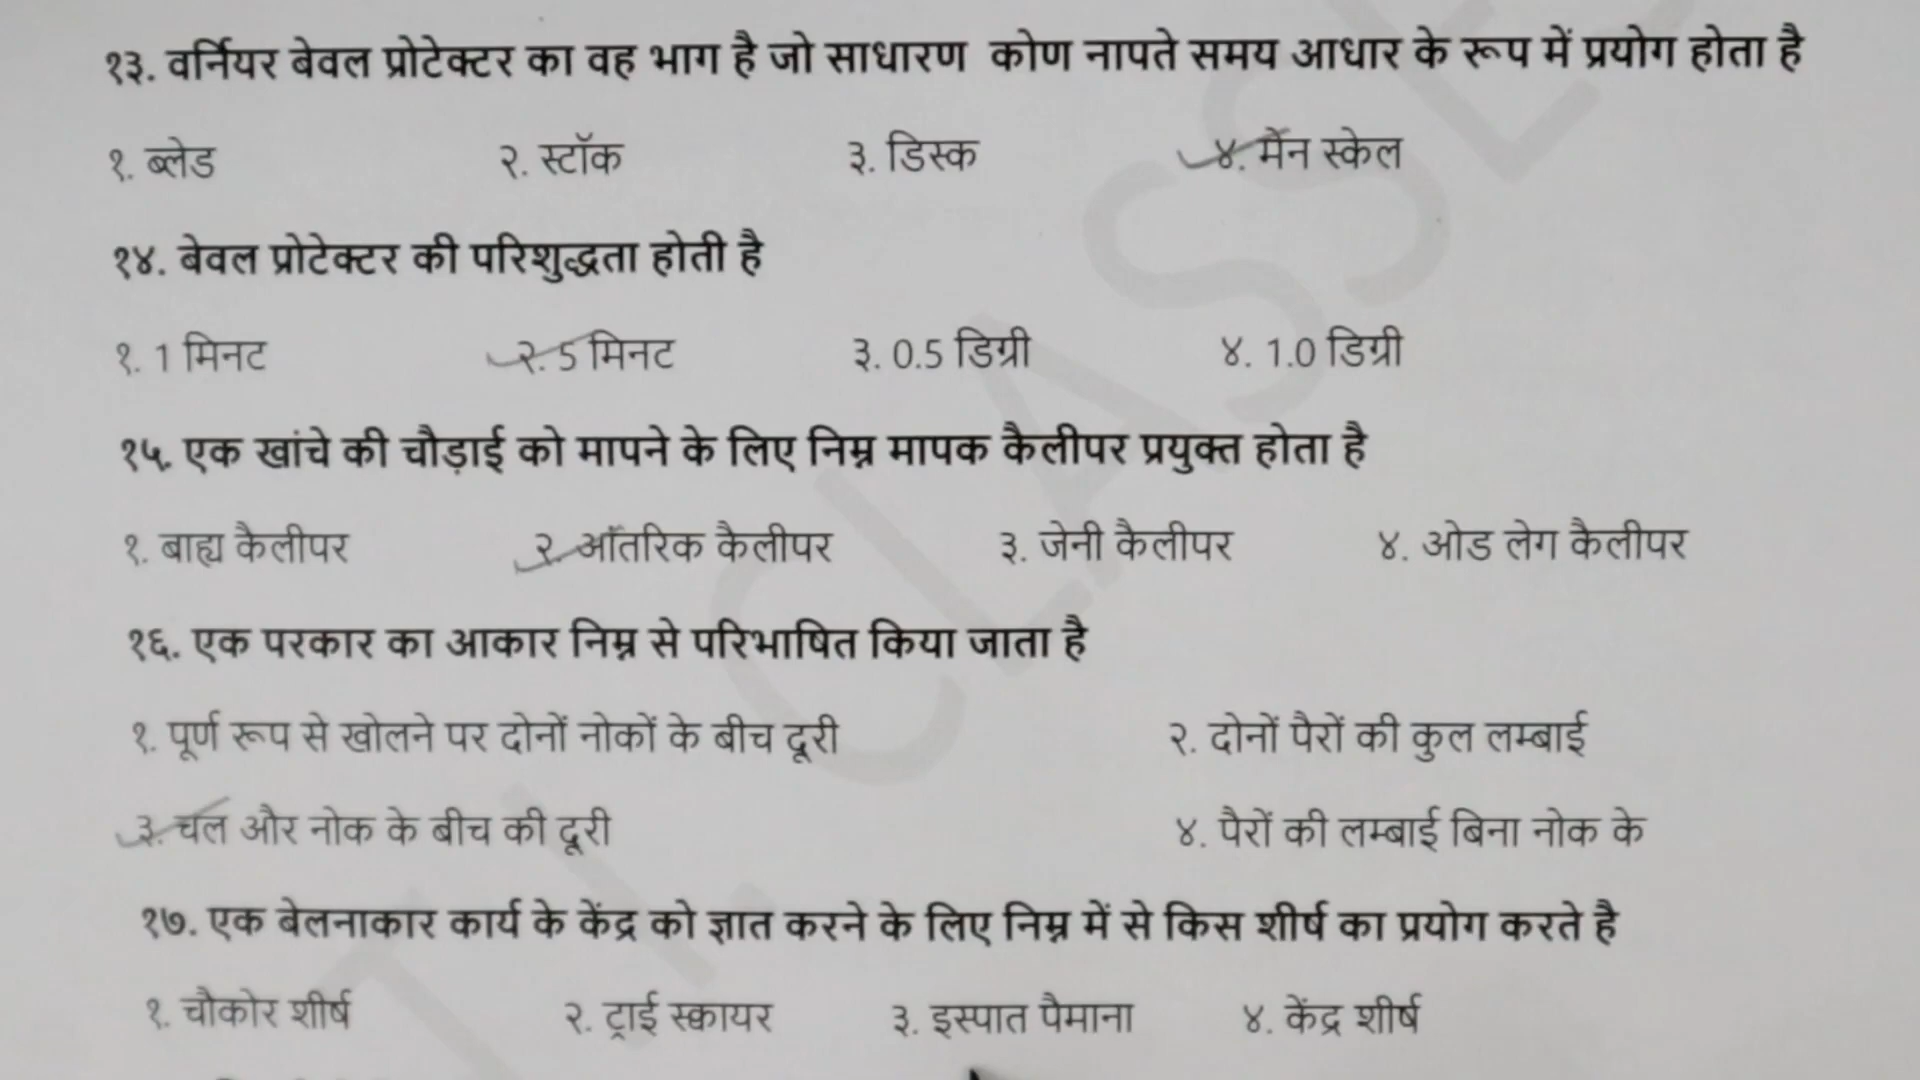 १३. वर्नियर बेवल प्रोटेक्टर का वह भाग है जो साधारण कोण नापते समय आधार के रूप में प्रयोग होता है
१. ब्लेड २. स्टॉक ३. डिस्क ४. मैन स्केल
१४. बेवल प्रोटेक्टर की परिशुद्धता होती है
१. 1 मिनट २. 5 मिनट ३. 0.5 डिग्री ४. 1.0 डिग्री
१५. एक खांचे की चौड़ाई को मापने के लिए निम्न मापक कैलीपर प्रयुक्त होता है
१. बाह्य कैलीपर २. आँतरिक कैलीपर ३. जेनी कैलीपर ४. ओड लेग कैलीपर
१६. एक परकार का आकार निम्न से परिभाषित किया जाता है
१. पूर्ण रूप से खोलने पर दोनों नोकों के बीच दूरी २. दोनों पैरों की कुल लम्बाई
३. चल और नोक के बीच की दूरी ४. पैरों की लम्बाई बिना नोक के
१७. एक बेलनाकार कार्य के केंद्र को ज्ञात करने के लिए निम्न में से किस शीर्ष का प्रयोग करते है
१. चौकोर शीर्ष २. ट्राई स्क्वायर ३. इस्पात पैमाना ४. केंद्र शीर्ष